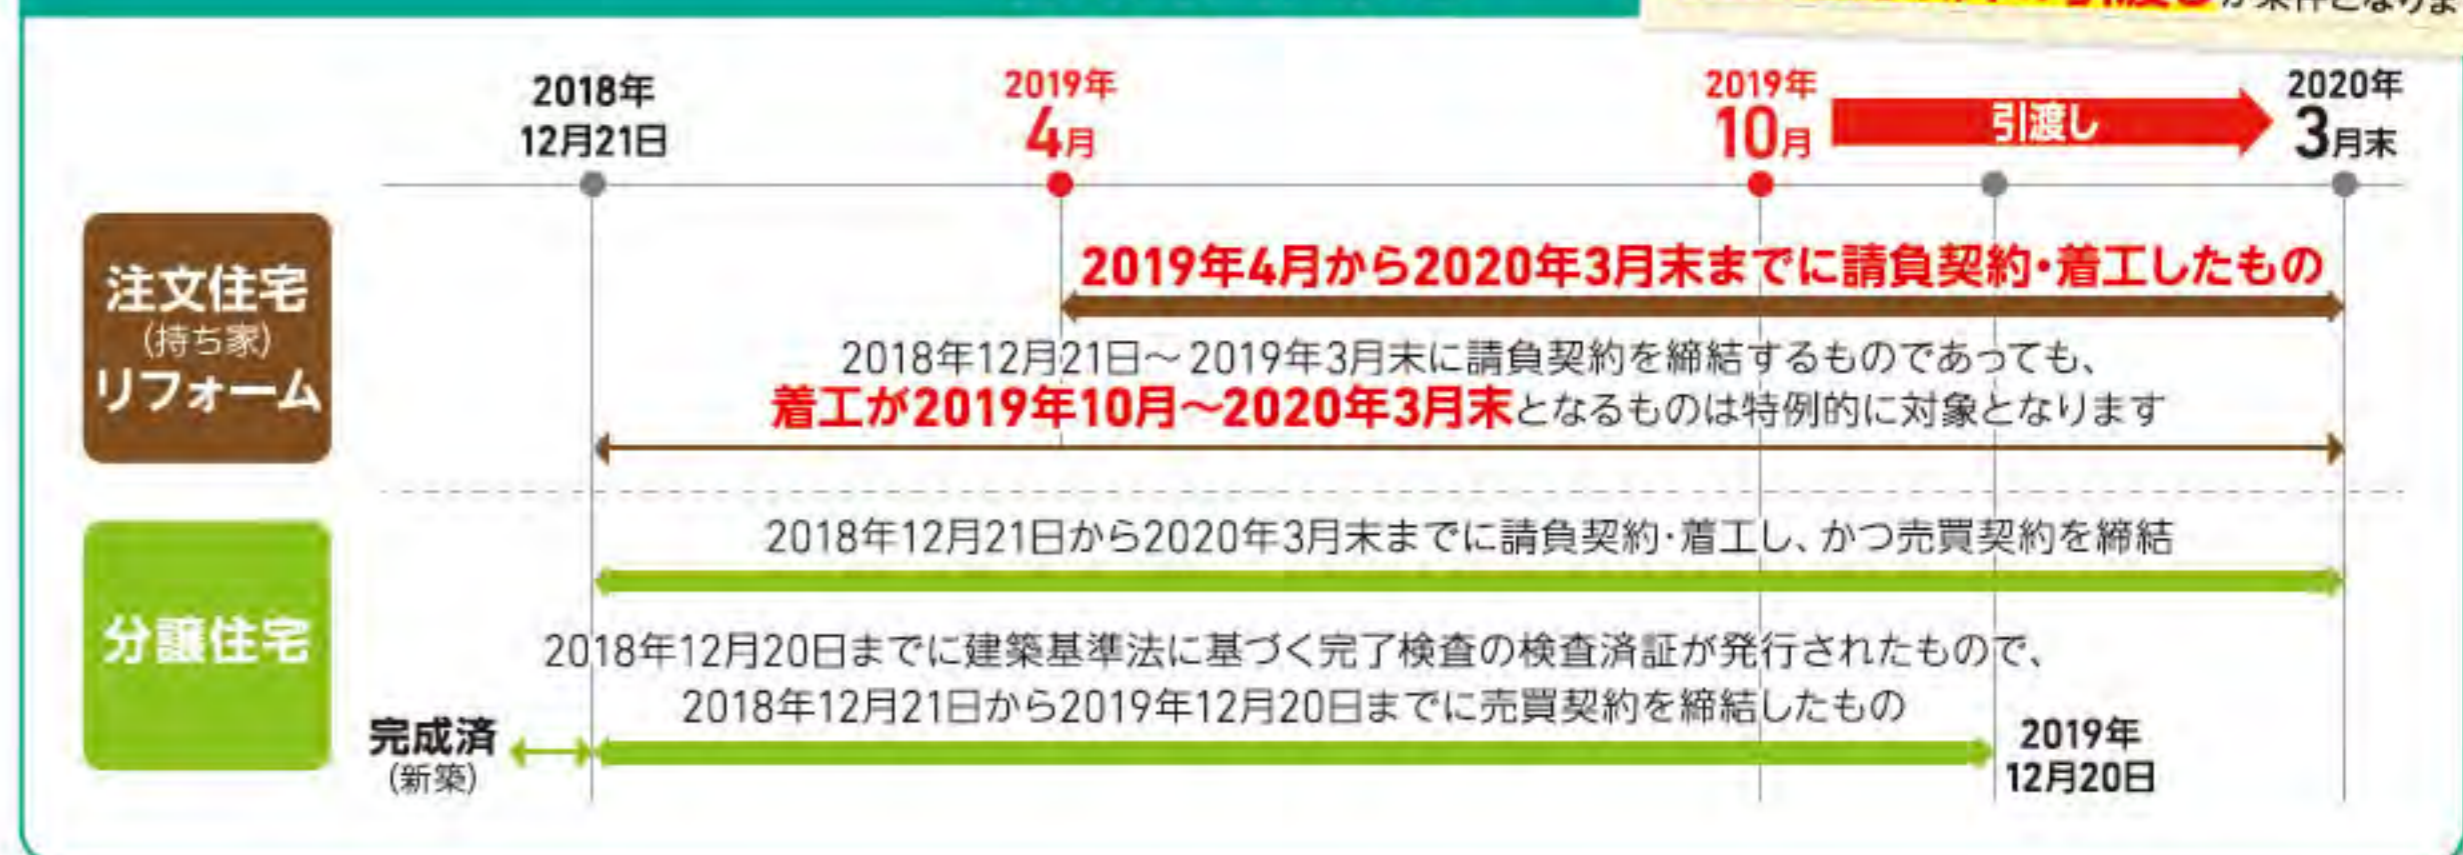 が条件となりま
2018年
12月21日
2019年
4月
2019年
10月
引渡し
2020年
3月末
注文住宅
(持ち家)
リフォーム
2019年4月から2020年3月末までに請負契約・着工したもの
2018年12月21日～2019年3月末に請負契約を締結するものであっても、
着工が2019年10月～2020年3月末となるものは特例的に対象となります
分譲住宅
2018年12月21日から2020年3月末までに請負契約・着工し、かつ売買契約を締結
2018年12月20日までに建築基準法に基づく完了検査の検査済証が発行されたもので、
2018年12月21日から2019年12月20日までに売買契約を締結したもの
完成済
(新築)
2019年
12月20日